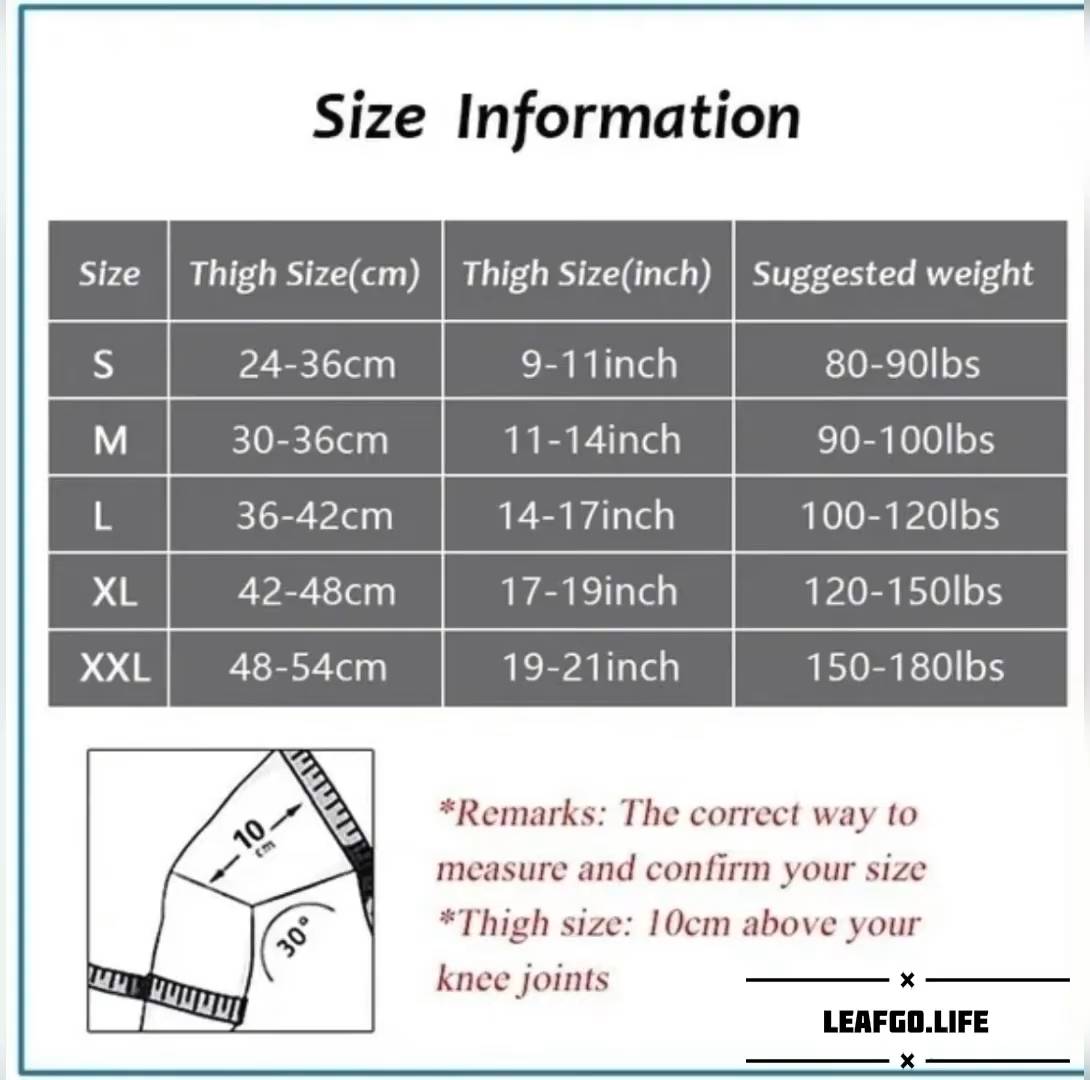 Size Information
Size Thigh Size(cm) Thigh Size(inch) Suggested weight
S 24-36cm 9-11inch 80-90lbs
M 30-36cm 11-14inch 90-100lbs
L 36-42cm 14-17inch 100-120lbs
XL 42-48cm 17-19inch 120-150lbs
XXL 48-54cm 19-21inch 150-180lbs
10
cm
30°
*Remarks: The correct way to
measure and confirm your size
*Thigh size: 10cm above your
knee joints
LEAFGO.LIFE